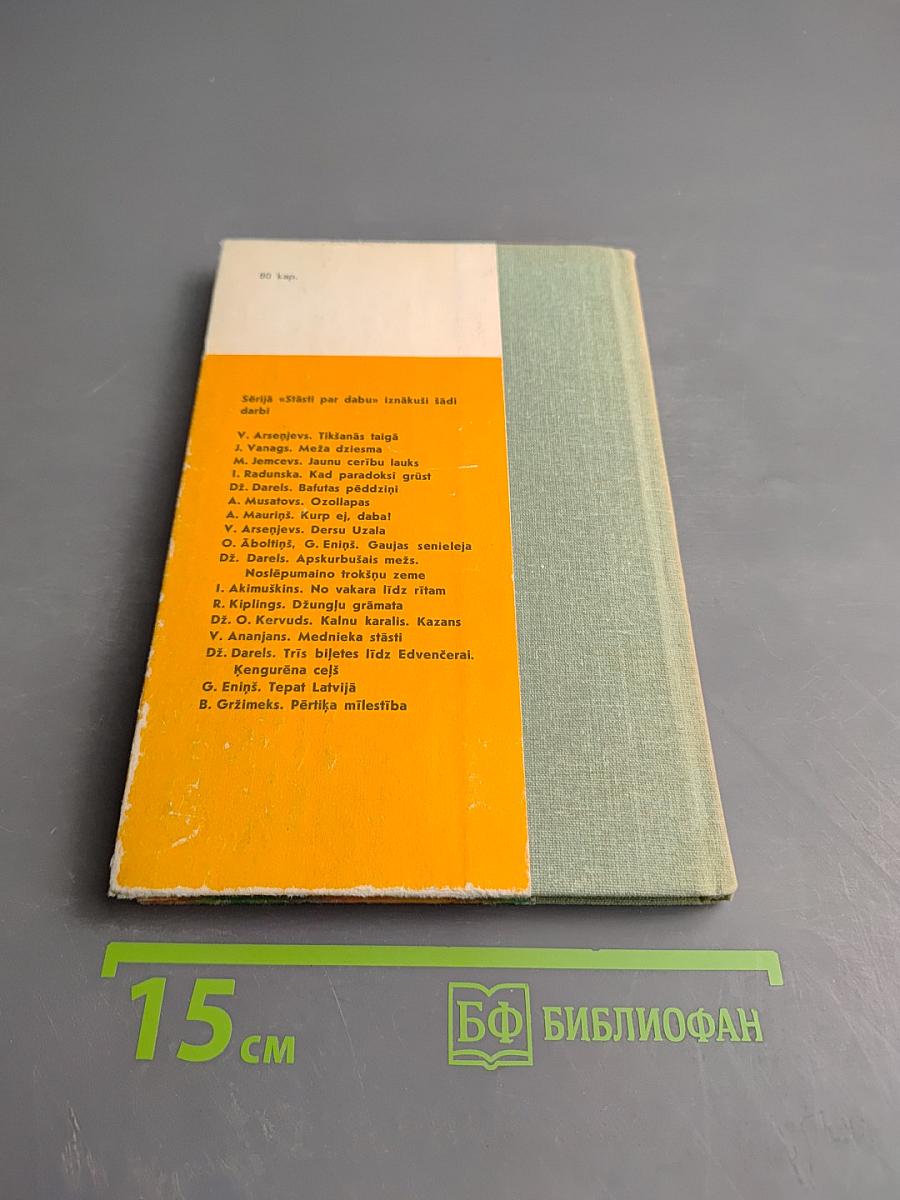 80 kap.
Sērijā «Stāsti par dabu» iznākuši šādi
darbi
V. Arseņjevs. Tikšanās taigā
J. Vanags. Meža dziesma
M. Jemcevs. Jaunu cerību lauks
I. Radunska. Kad paradoksi grūst
Dž. Darels. Bafutas pēddziņi
A. Musatovs. Ozollapas
A. Mauriņš. Kurp ej, daba!
V. Arseņjevs. Dersu Uzala
O. Āboltiņš, G. Eniņš. Gaujas senieleja
Dž. Darels. Apskurbušais mežs.
Noslēpumaino trokšņu zeme
I. Akimuškins. No vakara līdz rītam
R. Kiplings. Džungļu grāmata
Dž. O. Kervuds. Kalnu karalis. Kazans
V. Ananjans. Mednieka stāsti
Dž. Darels. Trīs biļetes līdz Edvenčerai.
Ķengurēna ceļš
G. Eniņš. Tepat Latvijā
B. Gržimeks. Pērtiķa mīlestība
15 см
БФ БИБЛИОФАН